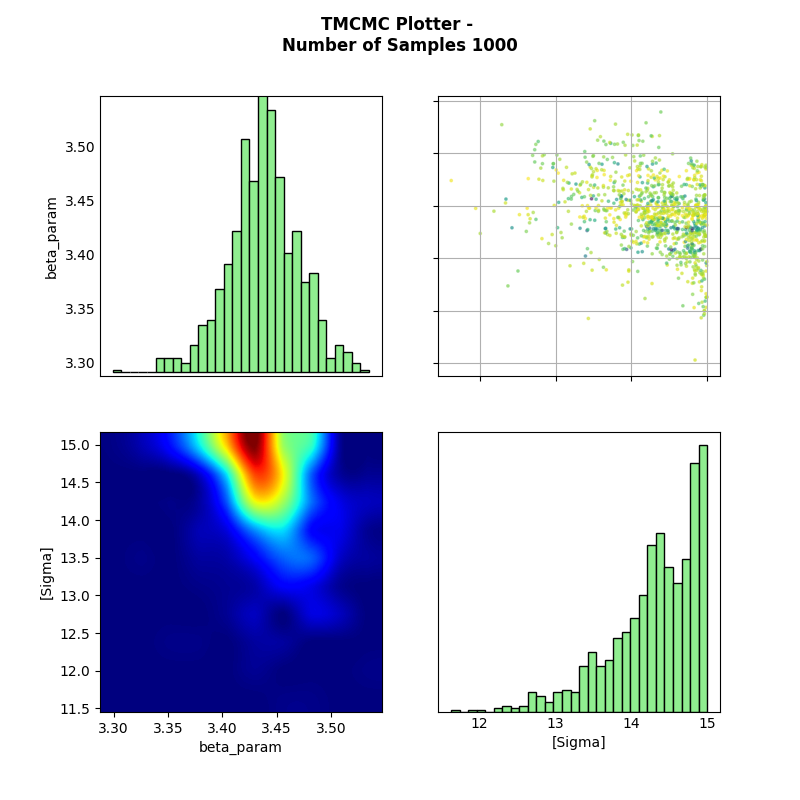 TMCMC Plotter -
Number of Samples 1000
beta_param
3.50
3.45
3.40
3.35
3.30
[Sigma]
15.0
14.5
14.0
13.5
13.0
12.5
12.0
11.5
3.30 3.35 3.40 3.45 3.50
beta_param
12 13 14 15
[Sigma]